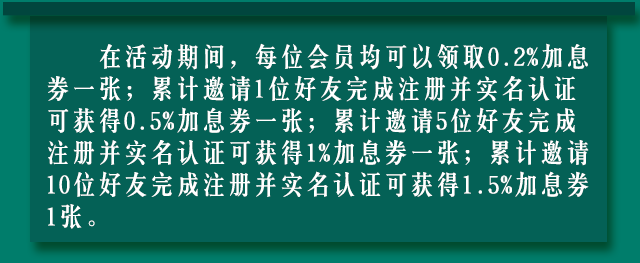 在活动期间，每位会员均可以领取0.2%加息
券一张；累计邀请1位好友完成注册并实名认证
可获得0.5%加息券一张；累计邀请5位好友完成
注册并实名认证可获得1%加息券一张；累计邀请
10位好友完成注册并实名认证可获得1.5%加息券
1张。